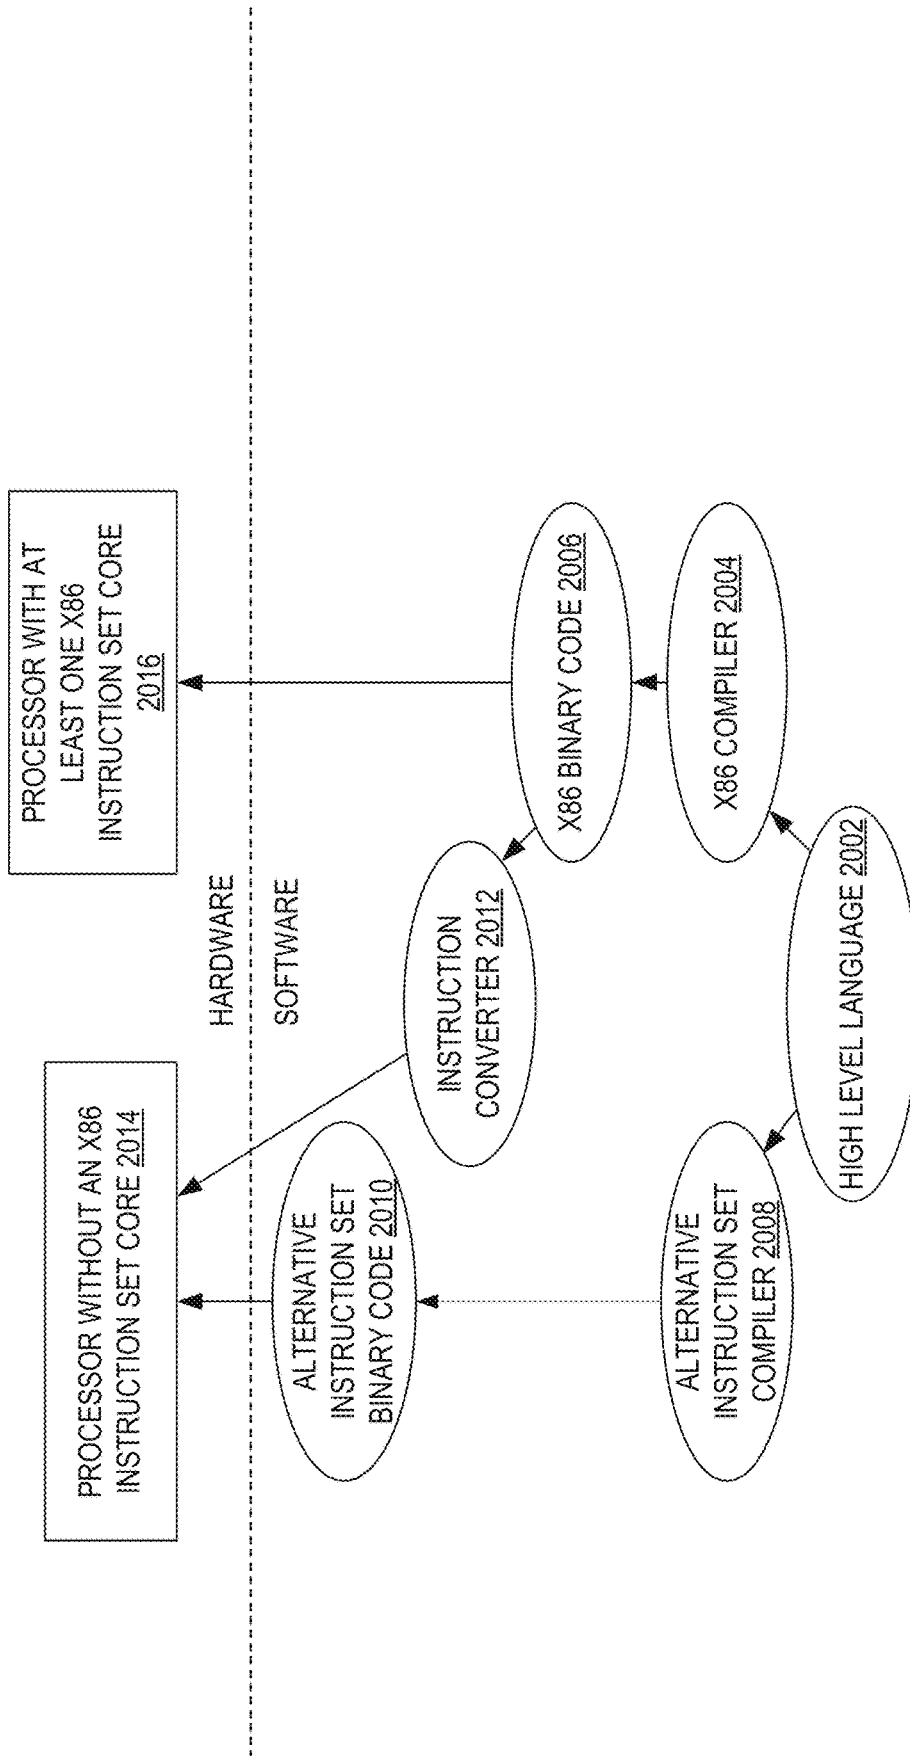 PROCESSOR WITHOUT AN X86
INSTRUCTION SET CORE 2014
PROCESSOR WITH AT
LEAST ONE X86
INSTRUCTION SET CORE
2016
HARDWARE
SOFTWARE
ALTERNATIVE
INSTRUCTION SET
BINARY CODE 2010
INSTRUCTION
CONVERTER 2012
X86 BINARY CODE 2006
ALTERNATIVE
INSTRUCTION SET
COMPILER 2008
X86 COMPILER 2004
HIGH LEVEL LANGUAGE 2002